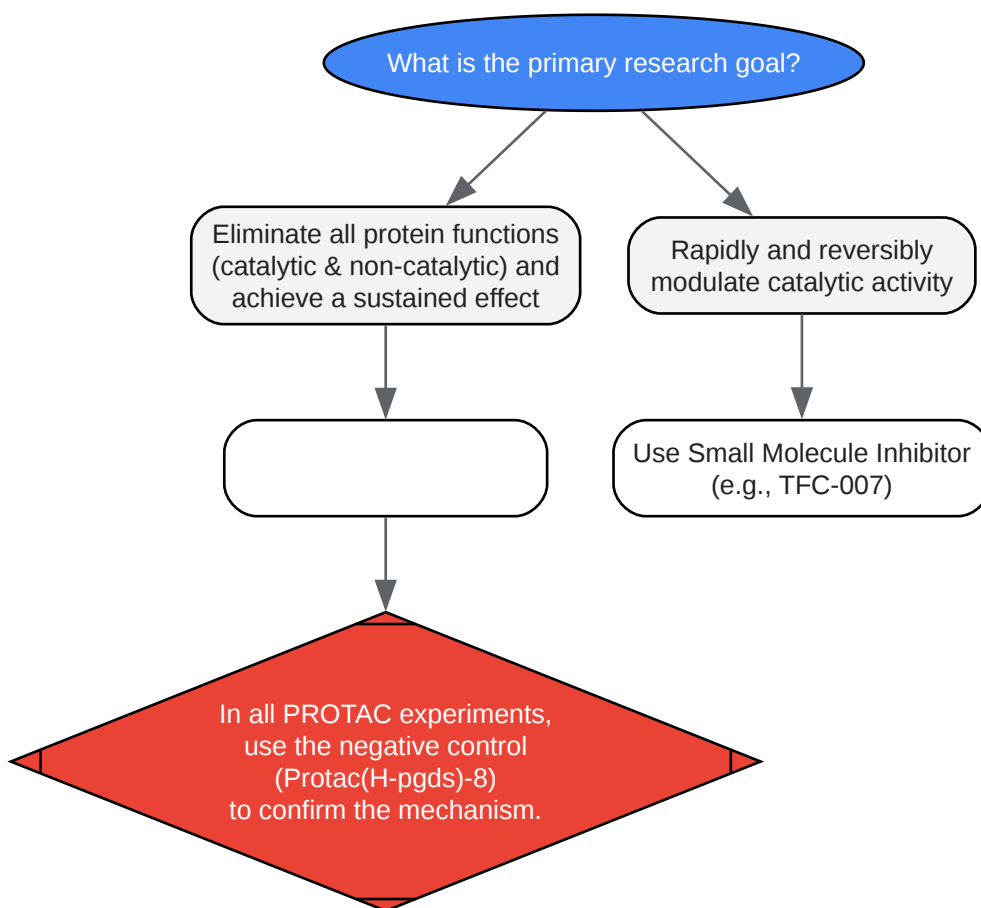 What is the primary research goal?
Eliminate all protein functions
(catalytic & non-catalytic) and
achieve a sustained effect
Rapidly and reversibly
modulate catalytic activity
Use Small Molecule Inhibitor
(e.g., TFC-007)
In all PROTAC experiments,
use the negative control
(Protac(H-pgds)-8)
to confirm the mechanism.